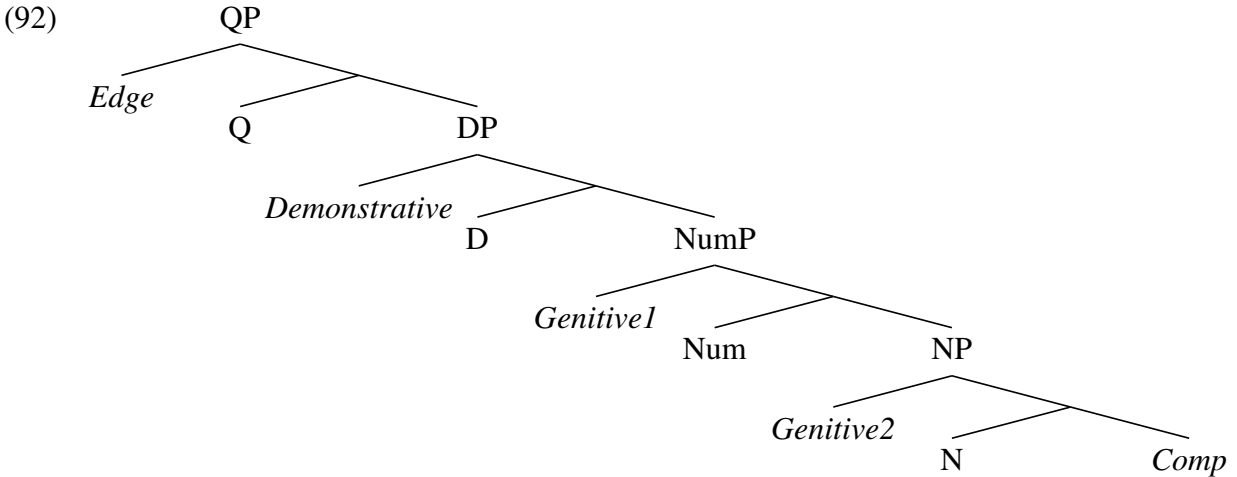 (92) QP
Edge
Q DP
Demonstrative
D NumP
Genitive1
Num NP
Genitive2
N Comp